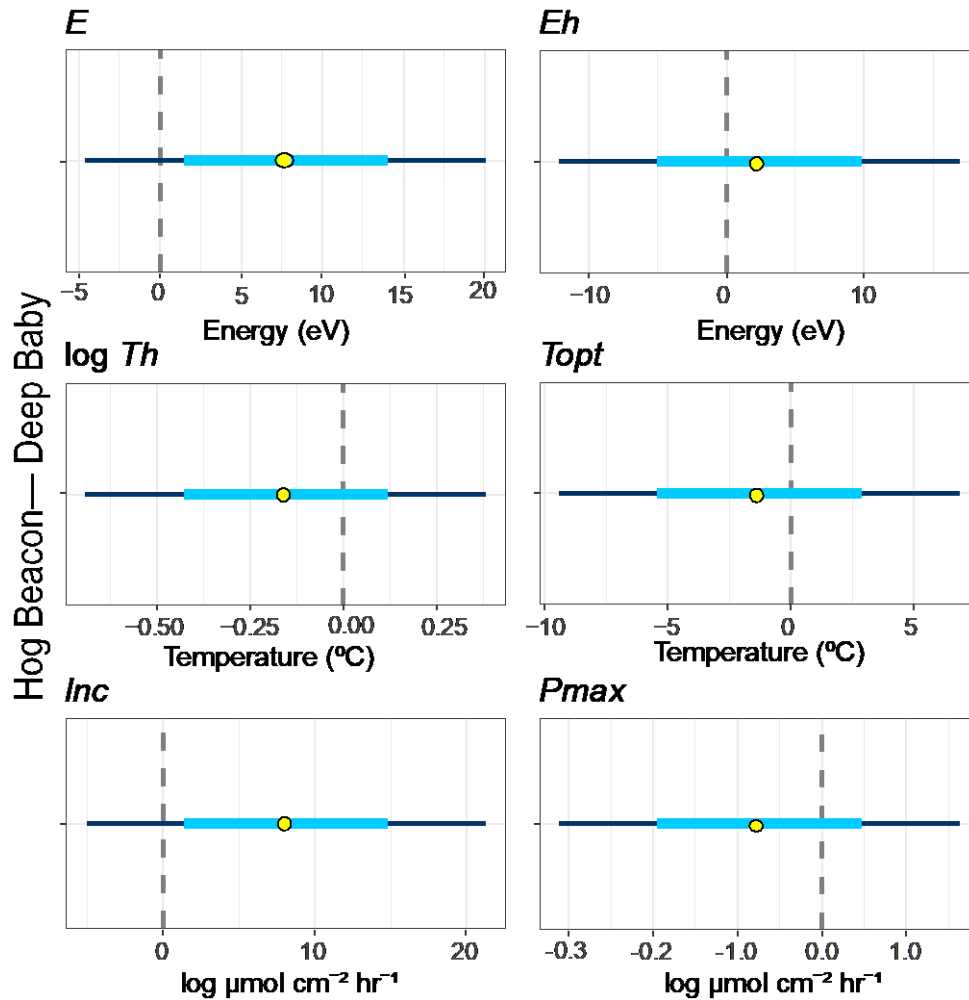 E
Eh
−5 0 5 10 15 20
−10 0 10
Energy (eV)
Energy (eV)
Hog Beacon— Deep Baby
log Th
Topt
−0.50 −0.25 0.00 0.25
−10 −5 0 5
Temperature (ºC)
Temperature (ºC)
Inc
Pmax
0 10 20
-0.3 -0.2 -1.0 0.0 1.0
log µmol cm⁻² hr⁻¹
log µmol cm⁻² hr⁻¹